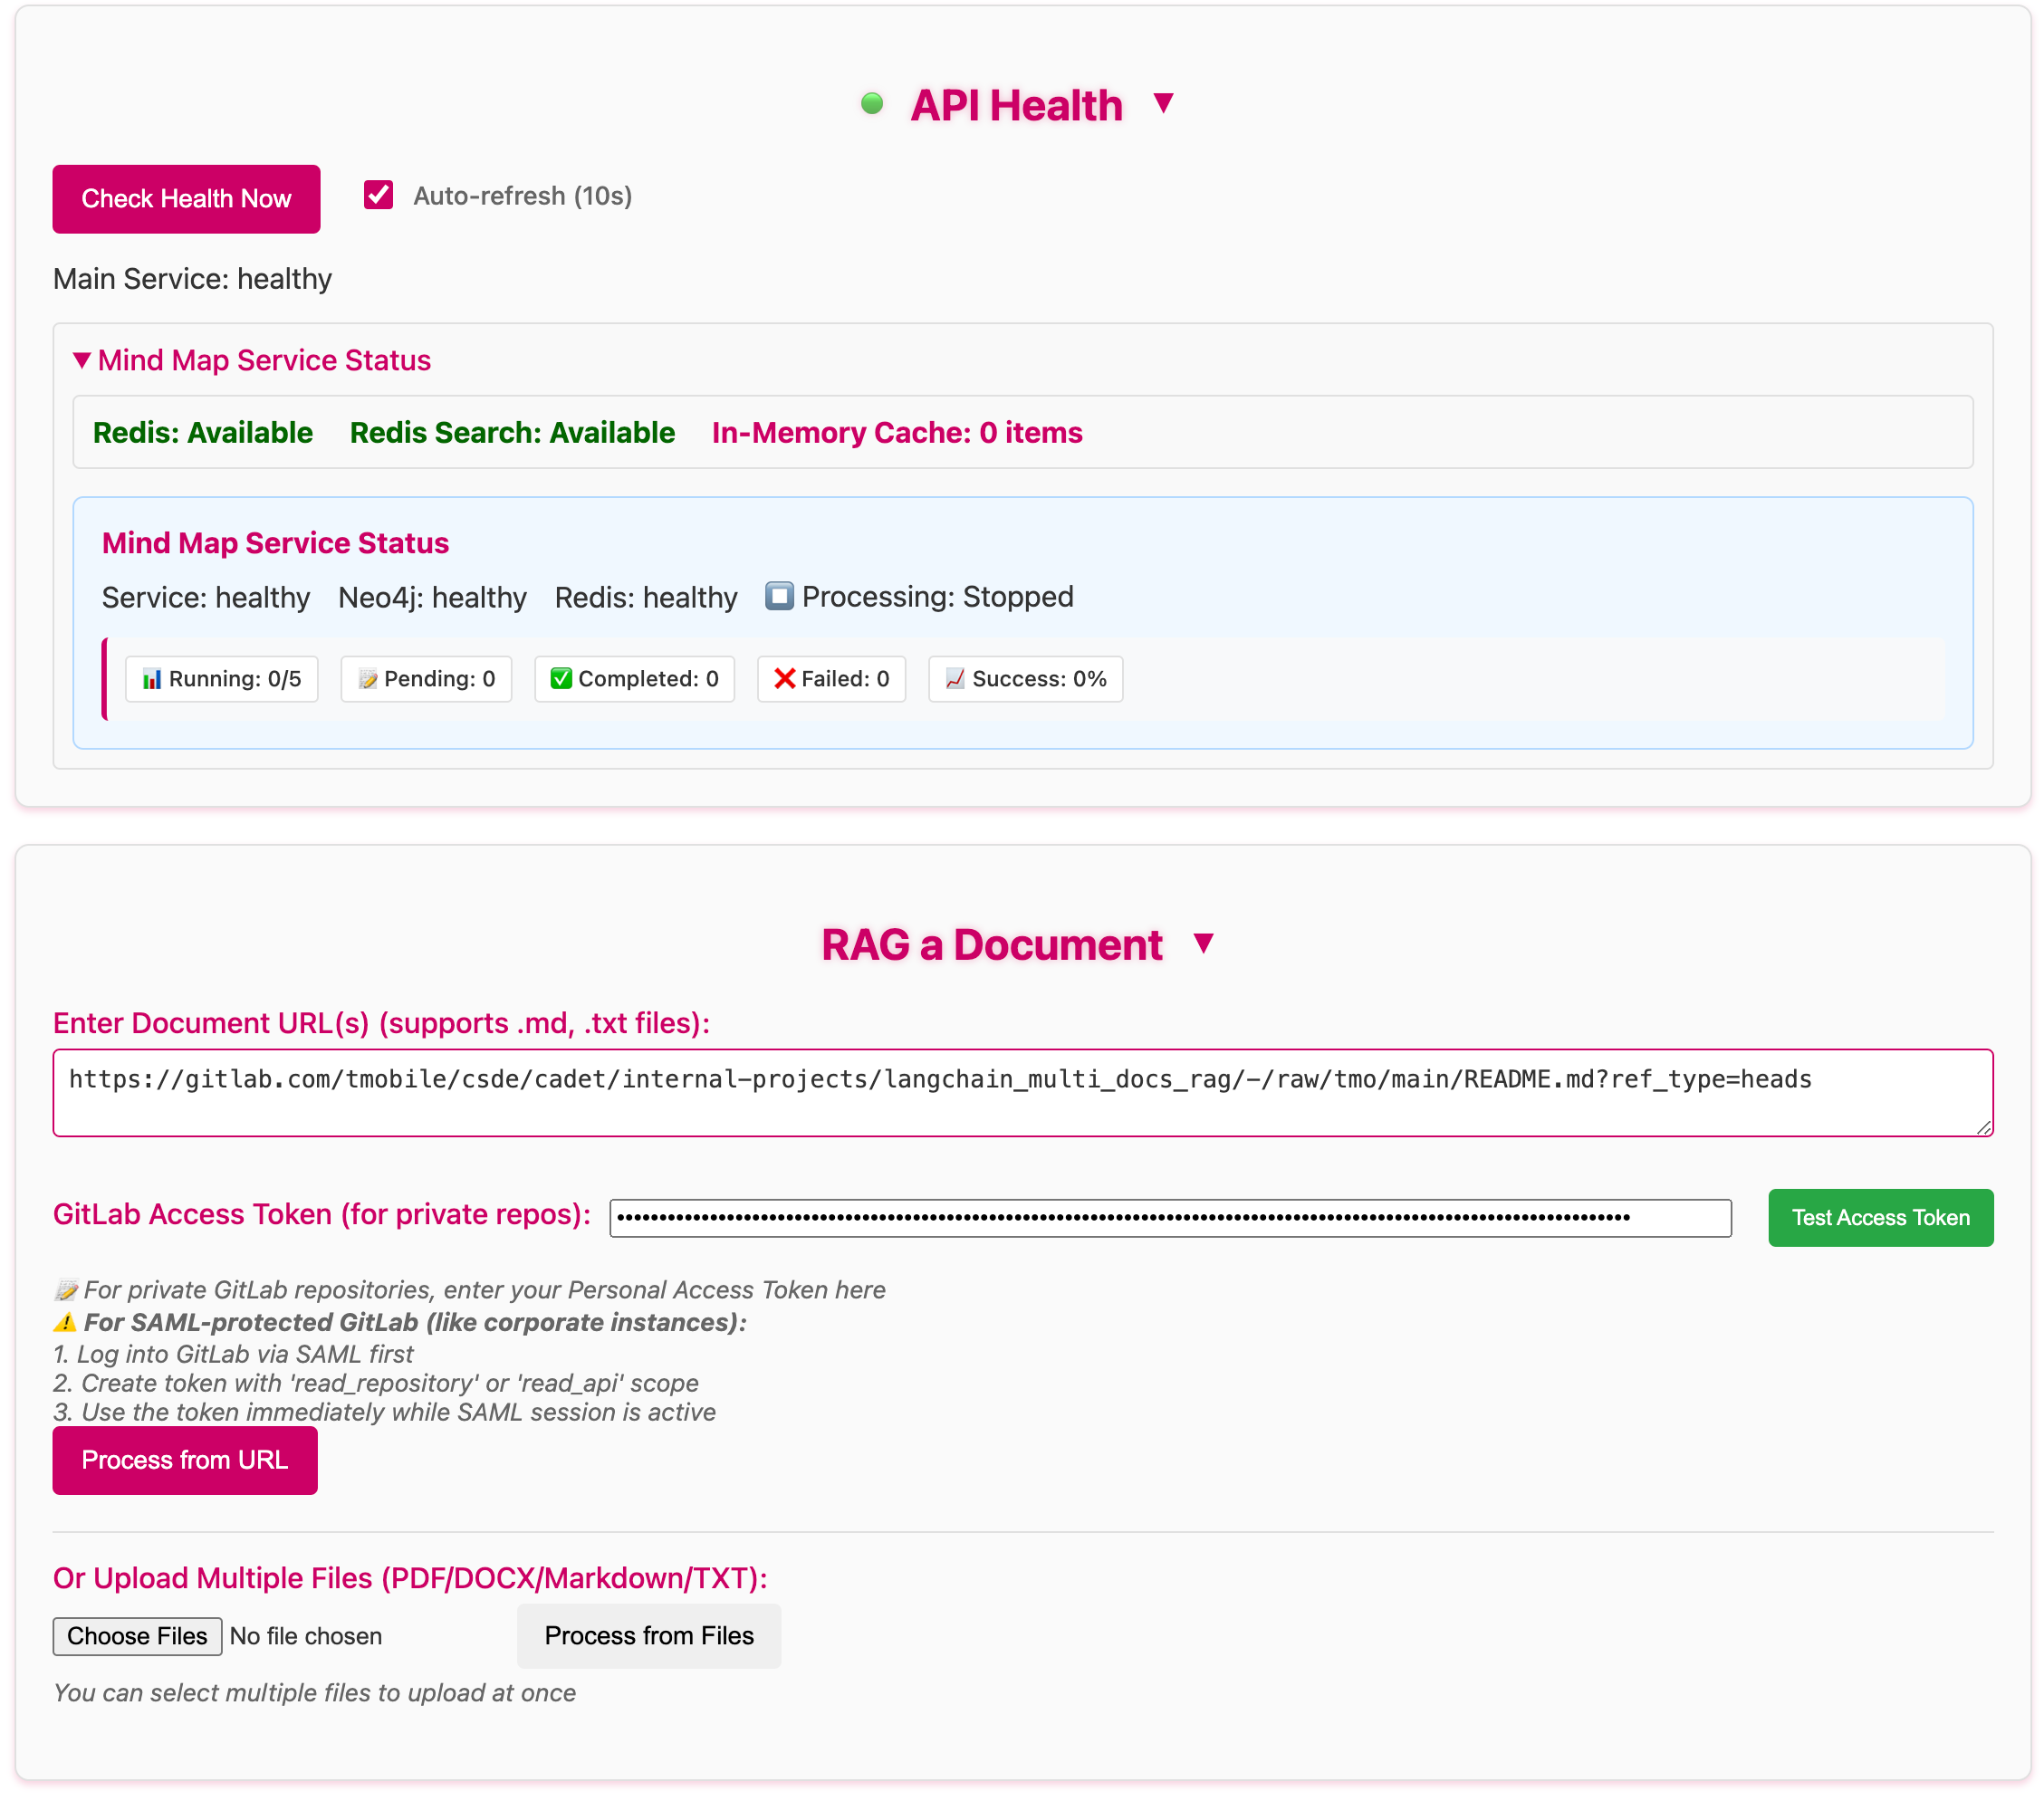 API Health ▼
Check Health Now
Auto-refresh (10s)
Main Service: healthy
▼ Mind Map Service Status
Redis: Available Redis Search: Available In-Memory Cache: 0 items
Mind Map Service Status
Service: healthy Neo4j: healthy Redis: healthy ⏹️ Processing: Stopped
📊 Running: 0/5 📝 Pending: 0 ✅ Completed: 0 ❌ Failed: 0 📈 Success: 0%
RAG a Document ▼
Enter Document URL(s) (supports .md, .txt files):
https://gitlab.com/tmobile/csde/cadet/internal-projects/langchain_multi_docs_rag/-/raw/tmo/main/README.md?ref_type=heads
GitLab Access Token (for private repos):
Test Access Token
📝 For private GitLab repositories, enter your Personal Access Token here
⚠️ For SAML-protected GitLab (like corporate instances):
1. Log into GitLab via SAML first
2. Create token with 'read_repository' or 'read_api' scope
3. Use the token immediately while SAML session is active
Process from URL
Or Upload Multiple Files (PDF/DOCX/Markdown/TXT):
Choose Files No file chosen
Process from Files
You can select multiple files to upload at once